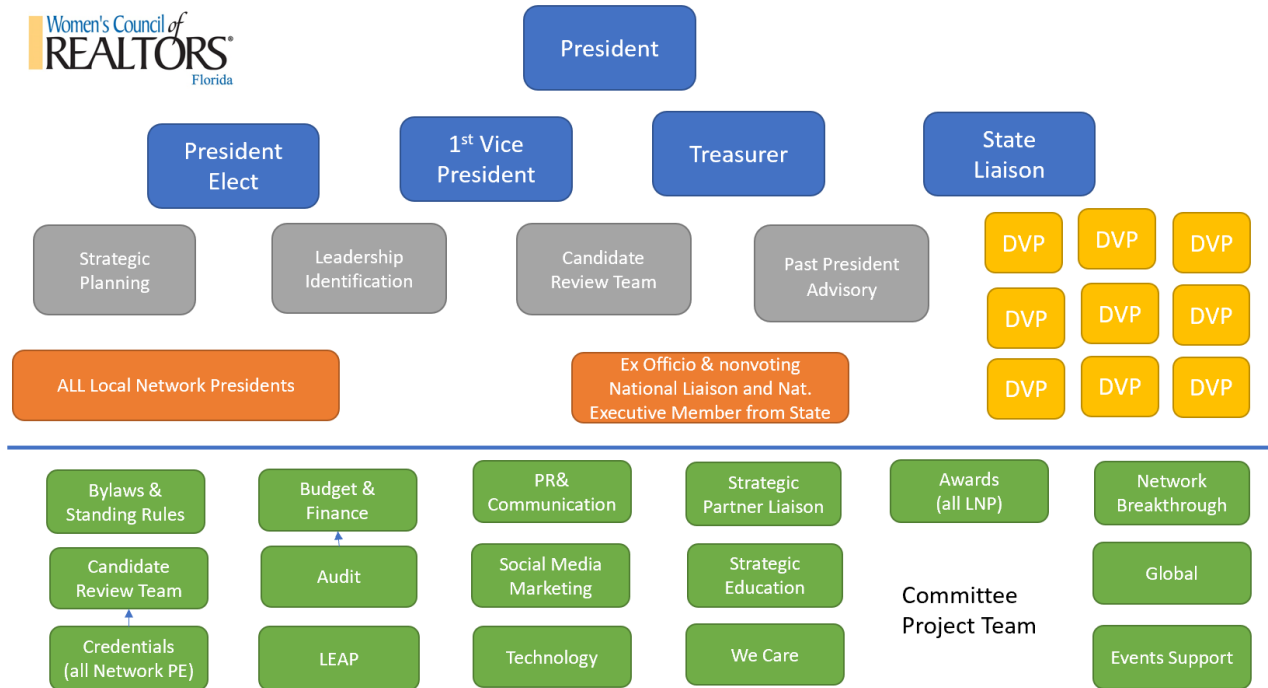 Women's Council of
REALTORS®
Florida
President
President
Elect
1st Vice
President
Treasurer
State
Liaison
Strategic
Planning
Leadership
Identification
Candidate
Review Team
Past President
Advisory
DVP
DVP
DVP
DVP
DVP
DVP
DVP
DVP
DVP
ALL Local Network Presidents
Ex Officio & nonvoting
National Liaison and Nat.
Executive Member from State
Bylaws &
Standing Rules
Budget &
Finance
PR&
Communication
Strategic
Partner Liaison
Awards
(all LNP)
Network
Breakthrough
Candidate
Review Team
Audit
Social Media
Marketing
Strategic
Education
Committee
Project Team
Global
Credentials
(all Network PE)
LEAP
Technology
We Care
Events Support